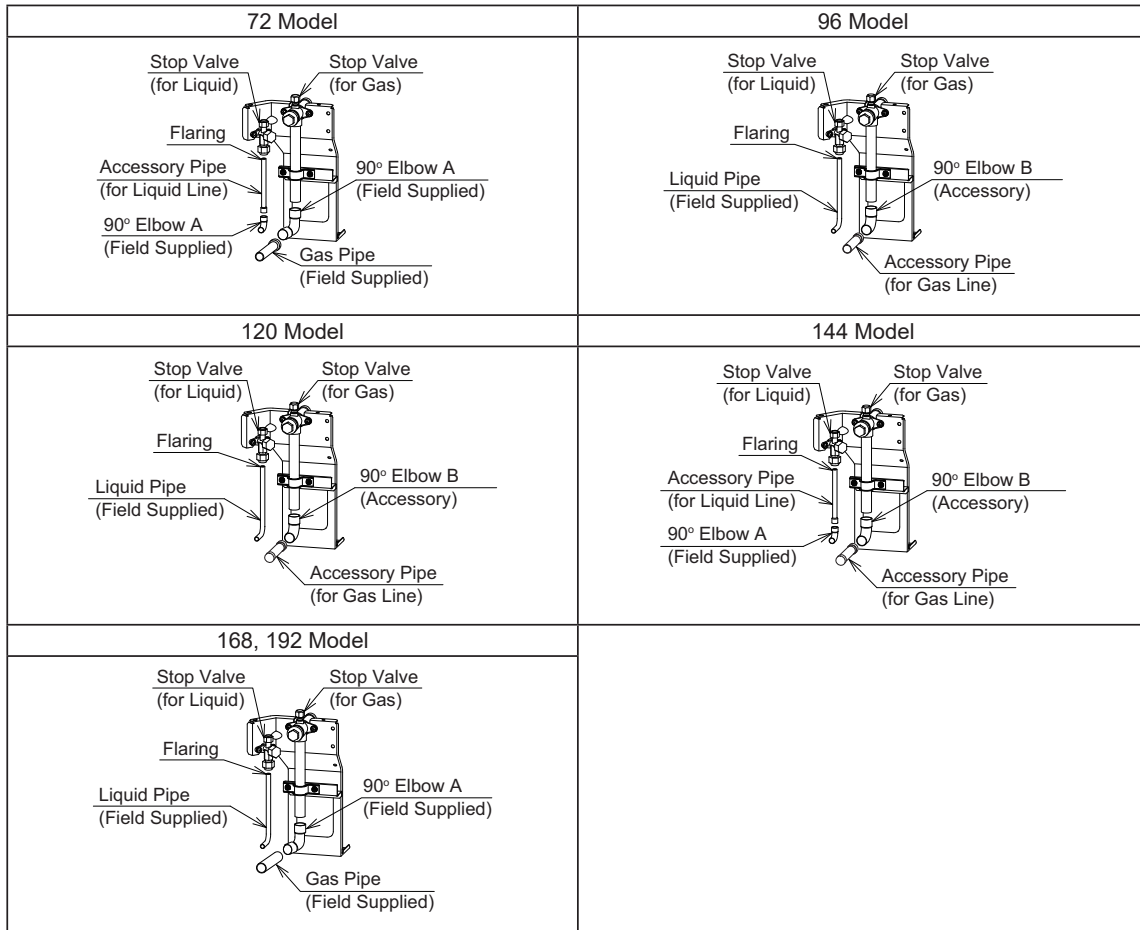 72 Model
Stop Valve
(for Liquid)
Stop Valve
(for Gas)
Flaring
Accessory Pipe
(for Liquid Line)
90° Elbow A
(Field Supplied)
90° Elbow A
(Field Supplied)
Gas Pipe
(Field Supplied)
96 Model
Stop Valve
(for Liquid)
Stop Valve
(for Gas)
Flaring
Liquid Pipe
(Field Supplied)
90° Elbow B
(Accessory)
Accessory Pipe
(for Gas Line)
120 Model
Stop Valve
(for Liquid)
Stop Valve
(for Gas)
Flaring
Liquid Pipe
(Field Supplied)
90° Elbow B
(Accessory)
Accessory Pipe
(for Gas Line)
144 Model
Stop Valve
(for Liquid)
Stop Valve
(for Gas)
Flaring
Accessory Pipe
(for Liquid Line)
90° Elbow A
(Field Supplied)
90° Elbow B
(Accessory)
Accessory Pipe
(for Gas Line)
168, 192 Model
Stop Valve
(for Liquid)
Stop Valve
(for Gas)
Flaring
Liquid Pipe
(Field Supplied)
90° Elbow A
(Field Supplied)
Gas Pipe
(Field Supplied)